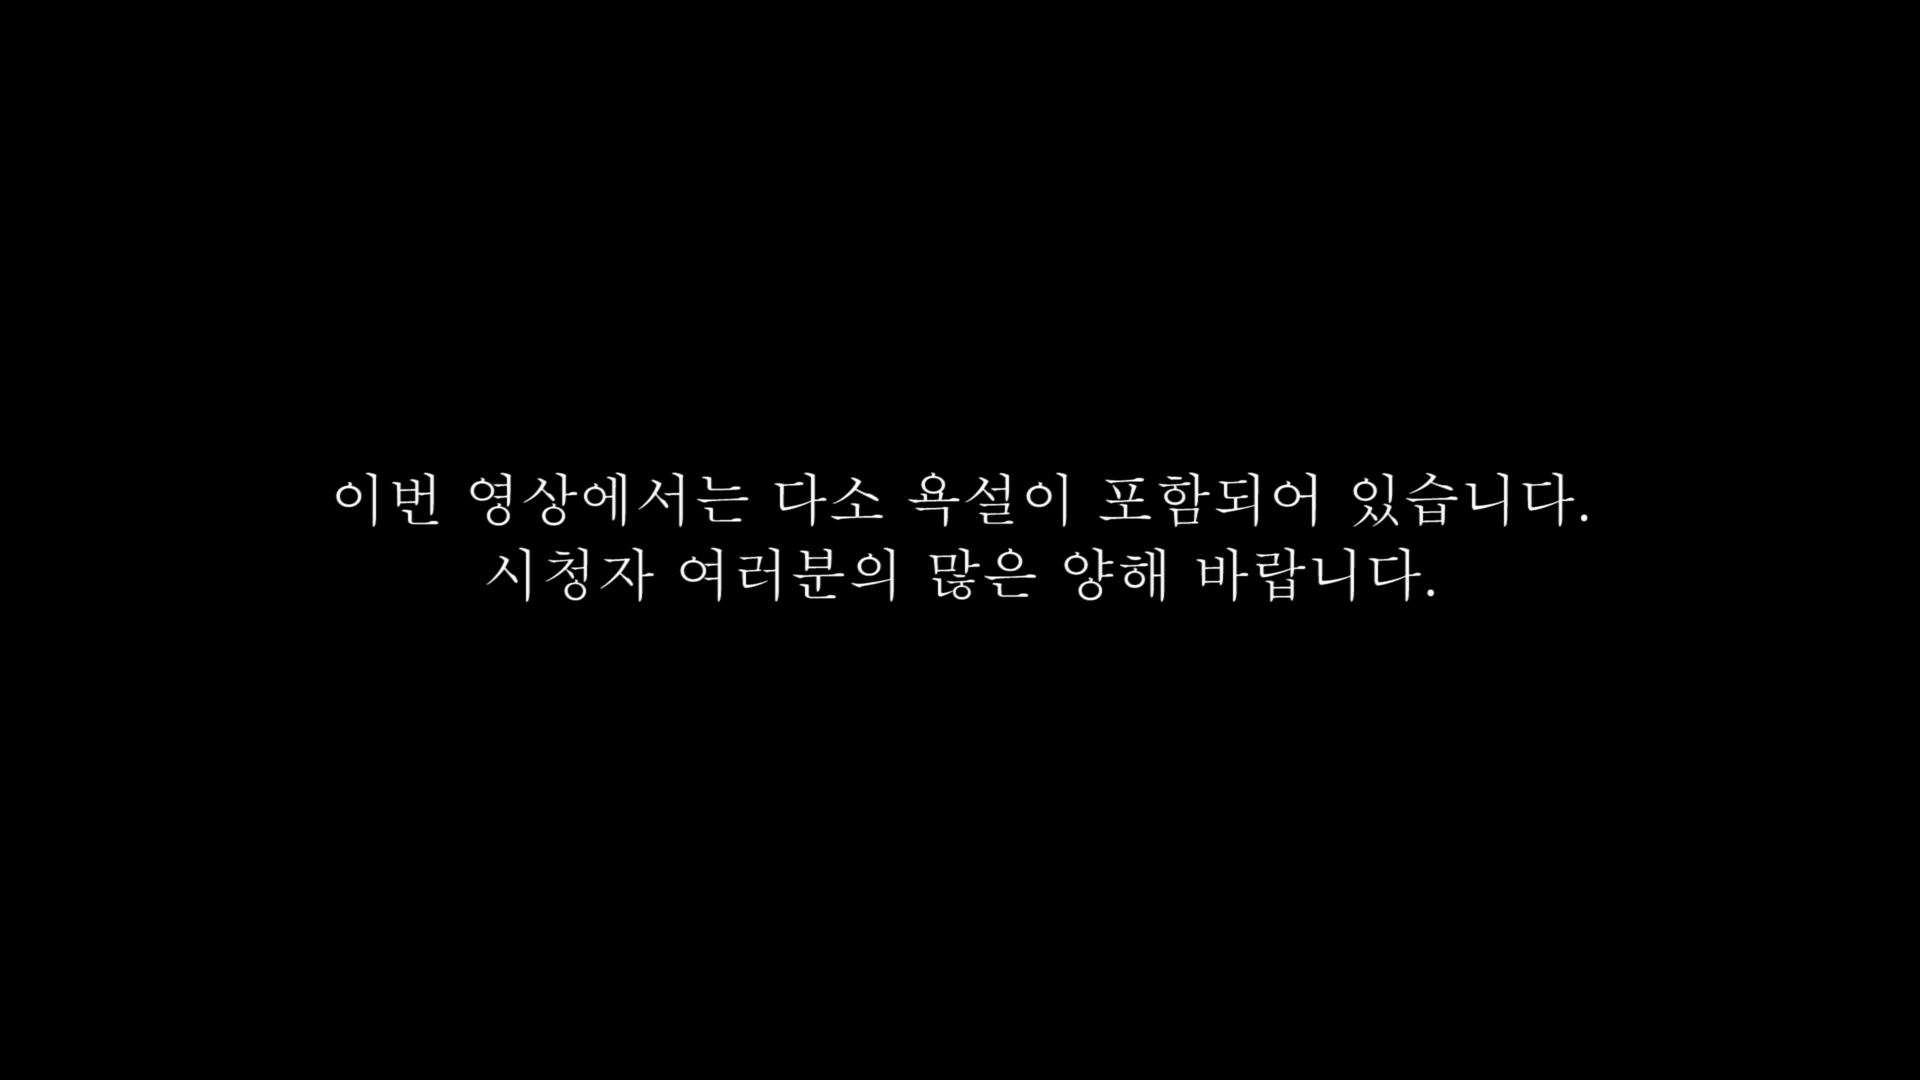 이번 영상에서는 다소 욕설이 포함되어 있습니다.
시청자 여러분의 많은 양해 바랍니다.